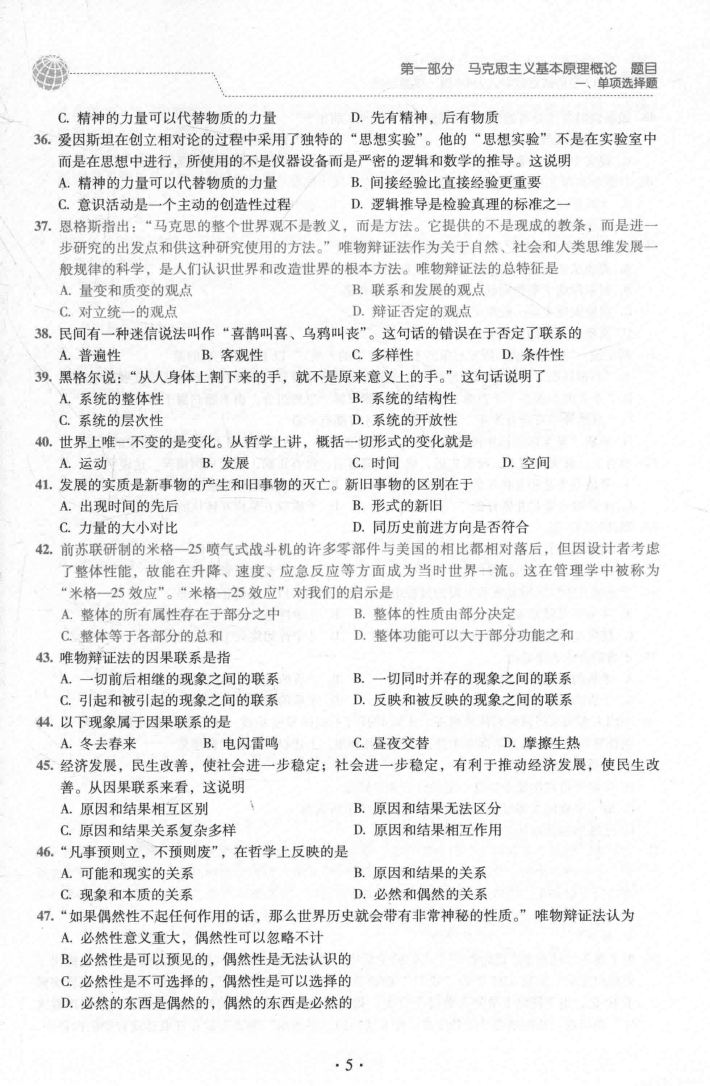 第一部分 马克思主义基本原理概论 题目
一、单项选择题
C. 精神的力量可以代替物质的力量 D. 先有精神，后有物质
36. 爱因斯坦在创立相对论的过程中采用了独特的“思想实验”。他的“思想实验”不是在实验室中
而是在思想中进行，所使用的不是仪器设备而是严密的逻辑和数学的推导。这说明
A. 精神的力量可以代替物质的力量 B. 间接经验比直接经验更重要
C. 意识活动是一个主动的创造性过程 D. 逻辑推导是检验真理的标准之一
37. 恩格斯指出：“马克思的整个世界观不是教义，而是方法。它提供的不是现成的教条，而是进一
步研究的出发点和供这种研究使用的方法。”唯物辩证法作为关于自然、社会和人类思维发展一
般规律的科学，是人们认识世界和改造世界的根本方法。唯物辩证法的总特征是
A. 量变和质变的观点 B. 联系和发展的观点
C. 对立统一的观点 D. 辩证否定的观点
38. 民间有一种迷信说法叫作“喜鹊叫喜、乌鸦叫丧”。这句话的错误在于否定了联系的
A. 普遍性 B. 客观性 C. 多样性 D. 条件性
39. 黑格尔说：“从人身体上割下来的手，就不是原来意义上的手。”这句话说明了
A. 系统的整体性 B. 系统的结构性
C. 系统的层次性 D. 系统的开放性
40. 世界上唯一不变的是变化。从哲学上讲，概括一切形式的变化就是
A. 运动 B. 发展 C. 时间 D. 空间
41. 发展的实质是新事物的产生和旧事物的灭亡。新旧事物的区别在于
A. 出现时间的先后 B. 形式的新旧
C. 力量的大小对比 D. 同历史前进方向是否符合
42. 前苏联研制的米格—25喷气式战斗机的许多零部件与美国的相比都相对落后，但因设计者考虑
了整体性能，故能在升降、速度、应急反应等方面成为当时世界一流。这在管理学中被称为
“米格—25效应”。“米格—25效应”对我们的启示是
A. 整体的所有属性存在于部分之中 B. 整体的性质由部分决定
C. 整体等于各部分的总和 D. 整体功能可以大于部分功能之和
43. 唯物辩证法的因果联系是指
A. 一切前后相继的现象之间的联系 B. 一切同时并存的现象之间的联系
C. 引起和被引起的现象之间的联系 D. 反映和被反映的现象之间的联系
44. 以下现象属于因果联系的是
A. 冬去春来 B. 电闪雷鸣 C. 昼夜交替 D. 摩擦生热
45. 经济发展，民生改善，使社会进一步稳定；社会进一步稳定，有利于推动经济发展，使民生改
善。从因果联系来看，这说明
A. 原因和结果相互区别 B. 原因和结果无法区分
C. 原因和结果关系复杂多样 D. 原因和结果相互作用
46. “凡事预则立，不预则废”，在哲学上反映的是
A. 可能和现实的关系 B. 原因和结果的关系
C. 现象和本质的关系 D. 必然和偶然的关系
47. “如果偶然性不起任何作用的话，那么世界历史就会带有非常神秘的性质。”唯物辩证法认为
A. 必然性意义重大，偶然性可以忽略不计
B. 必然性是可以预见的，偶然性是无法认识的
C. 必然性是不可选择的，偶然性是可以选择的
D. 必然的东西是偶然的，偶然的东西是必然的
· 5 ·